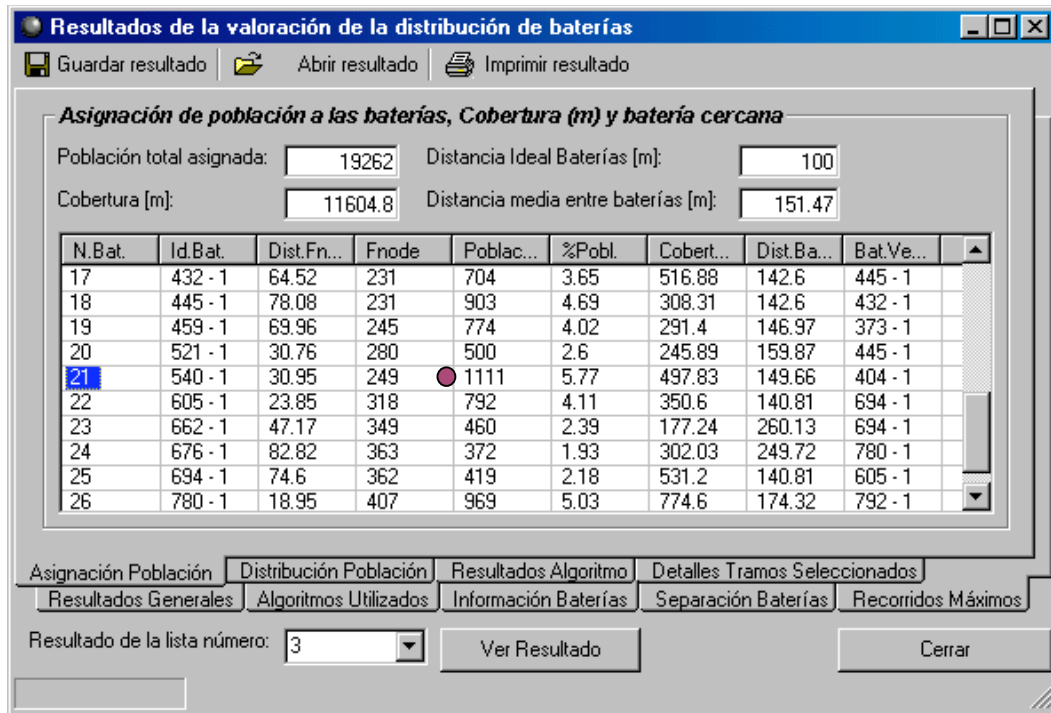 Resultados de la valoración de la distribución de baterías
Guardar resultado Abrir resultado Imprimir resultado
Asignación de población a las baterías, Cobertura (m) y batería cercana
Población total asignada: 19262 Distancia Ideal Baterías [m]: 100
Cobertura [m]: 11604.8 Distancia media entre baterías [m]: 151.47
N.Bat. Id.Bat. Dist.Fn... Fnode Poblac... %Pobl. Cobert... Dist.Ba... Bat.Ve...
17 432 - 1 64.52 231 704 3.65 516.88 142.6 445 - 1
18 445 - 1 78.08 231 903 4.69 308.31 142.6 432 - 1
19 459 - 1 69.96 245 774 4.02 291.4 146.97 373 - 1
20 521 - 1 30.76 280 500 2.6 245.89 159.87 445 - 1
21 540 - 1 30.95 249 1111 5.77 497.83 149.66 404 - 1
22 605 - 1 23.85 318 792 4.11 350.6 140.81 694 - 1
23 662 - 1 47.17 349 460 2.39 177.24 260.13 694 - 1
24 676 - 1 82.82 363 372 1.93 302.03 249.72 780 - 1
25 694 - 1 74.6 362 419 2.18 531.2 140.81 605 - 1
26 780 - 1 18.95 407 969 5.03 774.6 174.32 792 - 1
Asignación Población Distribución Población Resultados Algoritmo Detalles Tramos Seleccionados
Resultados Generales Algoritmos Utilizados Información Baterías Separación Baterías Recorridos Máximos
Resultado de la lista número: 3 Ver Resultado Cerrar